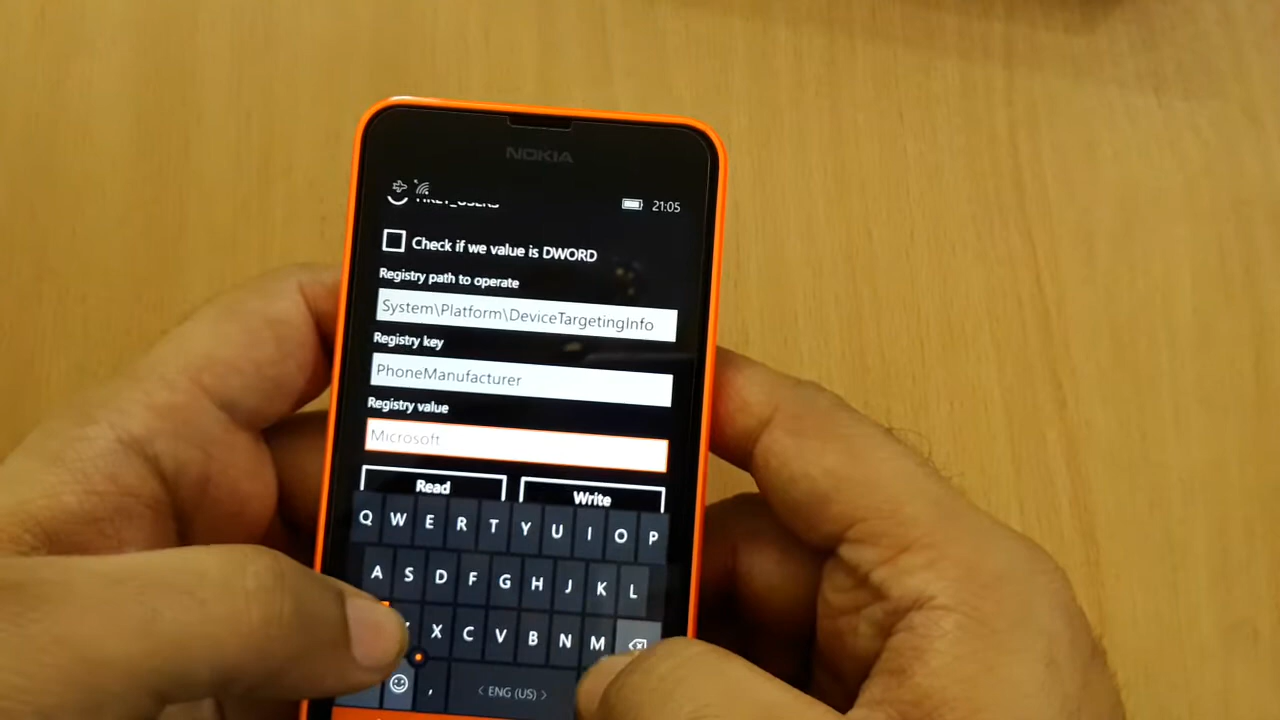 NOKIA
21:05
HKEY_USERS
Check if we value is DWORD
Registry path to operate
System\Platform\DeviceTargetingInfo
Registry key
PhoneManufacturer
Registry value
Microsoft
Read Write
Q W E R T Y U I O P
A S D F G H J K L
X C V B N M
, < ENG (US) >